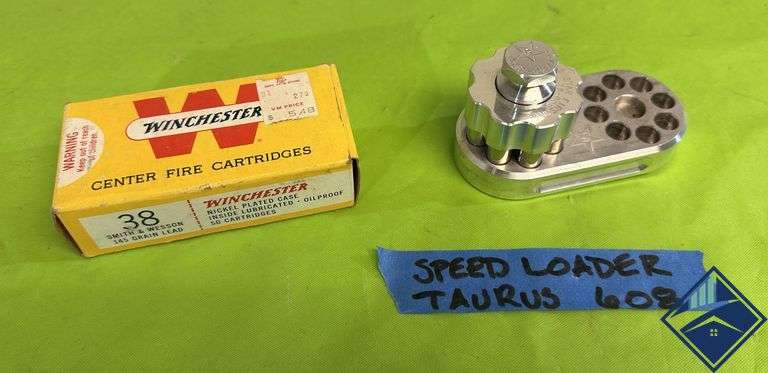 WARNING:
Keep out of reach
of children.
W
WINCHESTER
VM PRICE
$ 5.48
CENTER FIRE CARTRIDGES
38
SMITH & WESSON
145 GRAIN LEAD
WINCHESTER
NICKEL PLATED CASE
INSIDE LUBRICATED · OILPROOF
50 CARTRIDGES
SPEED LOADER
TAURUS 608